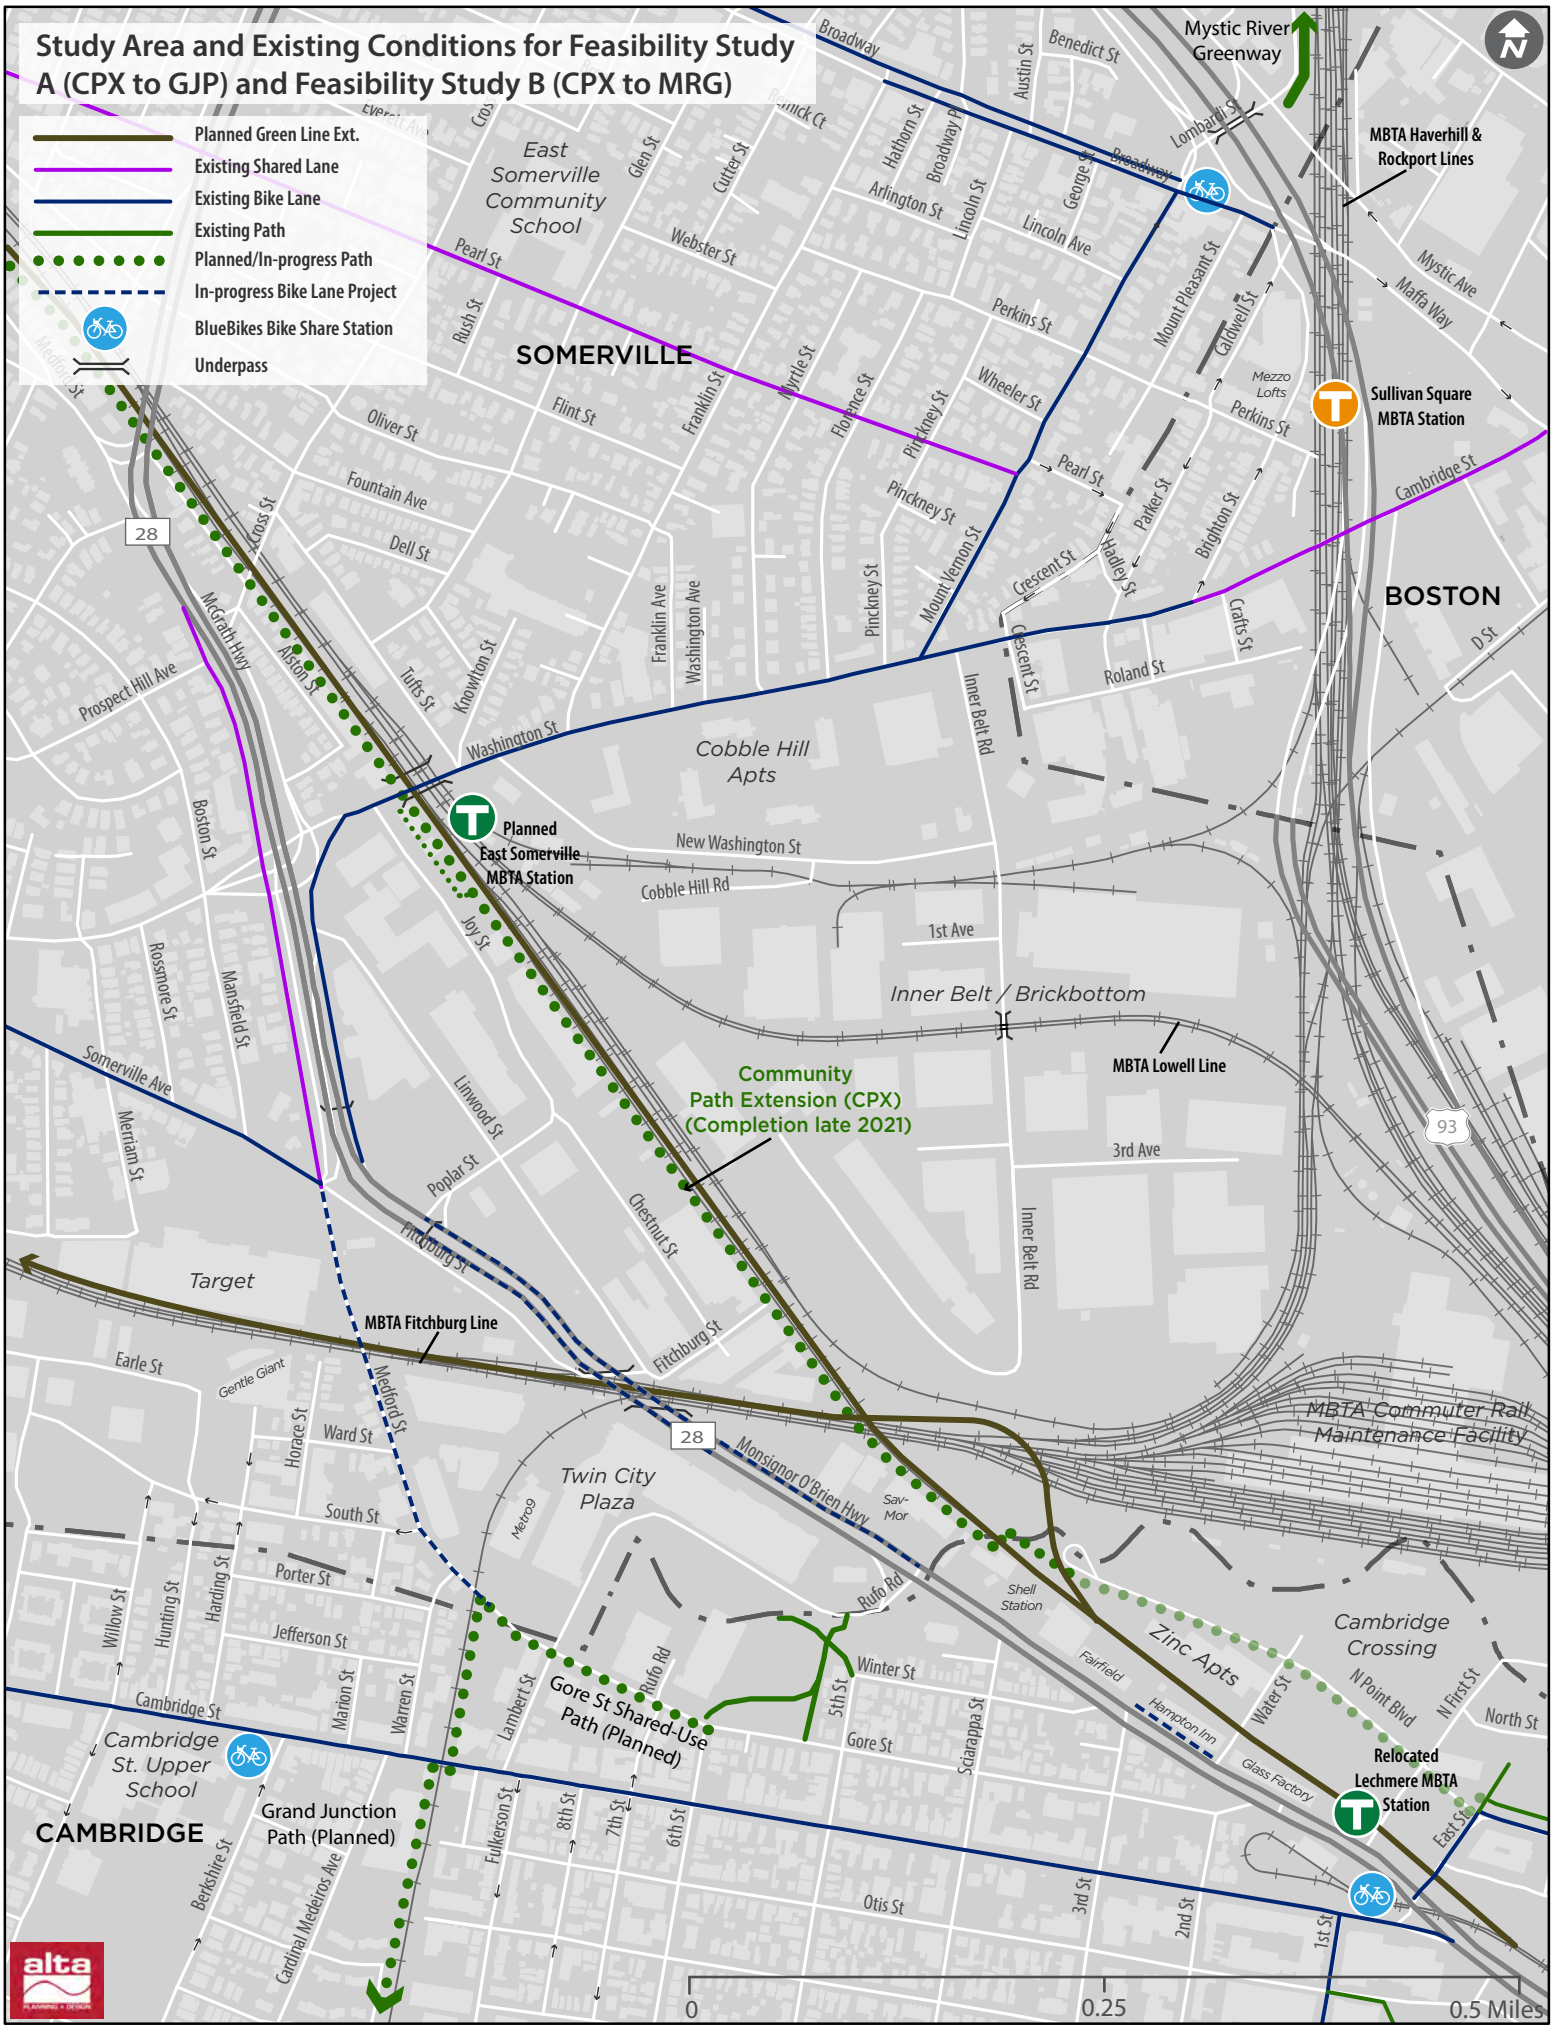 Study Area and Existing Conditions for Feasibility Study
A (CPX to GJP) and Feasibility Study B (CPX to MRG)
Planned Green Line Ext.
Existing Shared Lane
Existing Bike Lane
Existing Path
Planned/In-progress Path
In-progress Bike Lane Project
BlueBikes Bike Share Station
Underpass
Mystic River
Greenway
N
Broadway
Benedict St
Austin St
Lombardi St
MBTA Haverhill &
Rockport Lines
Everett Ave
East
Somerville
Community
School
Glen St
Cutter St
Hathorn St
Arlington St
Lincoln St
George St
Broadway
Lincoln Ave
Pearl St
Webster St
Rush St
Perkins St
Mount Pleasant St
Caldwell St
Mystic Ave
Maffa Way
SOMERVILLE
Medford St
Oliver St
Flint St
Franklin St
Myrtle St
Florence St
Pinckney St
Wheeler St
Mezzo
Lofts
Perkins St
T
Sullivan Square
MBTA Station
Cambridge St
28
Cross St
Fountain Ave
Dell St
Pinckney St
Pearl St
Parker St
Brighton St
Hadley St
Crescent St
Mount Vernon St
BOSTON
Crafts St
D St
McGrath Hwy
Alston St
Prospect Hill Ave
Tufts St
Knowlton St
Franklin Ave
Washington Ave
Pinckney St
Crescent St
Roland St
Inner Belt Rd
Washington St
Cobble Hill
Apts
Boston St
T
Planned
East Somerville
MBTA Station
New Washington St
Cobble Hill Rd
Joy St
1st Ave
Rossmore St
Mansfield St
Inner Belt / Brickbottom
MBTA Lowell Line
Somerville Ave
Merriam St
Linwood St
Community
Path Extension (CPX)
(Completion late 2021)
93
3rd Ave
Poplar St
Chestnut St
Inner Belt Rd
Fitchburg St
Target
MBTA Fitchburg Line
Fitchburg St
Earle St
Gentle Giant
Medford St
Horace St
Ward St
28
Monsignor O'Brien Hwy
MBTA Commuter Rail
Maintenance Facility
Twin City
Plaza
Metro9
Sav-
Mor
South St
Porter St
Willow St
Hunting St
Harding St
Jefferson St
Rufo Rd
Shell
Station
Zinc Apts
Cambridge
Crossing
Fairfield
Winter St
Rufo Rd
Lambert St
Gore St Shared-Use
Path (Planned)
5th St
Gore St
Sciarappa St
Hampton Inn
Water St
N Point Blvd
N First St
North St
Marion St
Warren St
Cambridge St
Cambridge
St. Upper
School
Relocated
Lechmere MBTA
Station
T
Glass Factory
East St
Grand Junction
Path (Planned)
CAMBRIDGE
Fulkerson St
8th St
7th St
6th St
Berkshire St
Cardinal Medeiros Ave
Otis St
3rd St
2nd St
1st St
alta
PLANNING + DESIGN
0
0.25
0.5 Miles